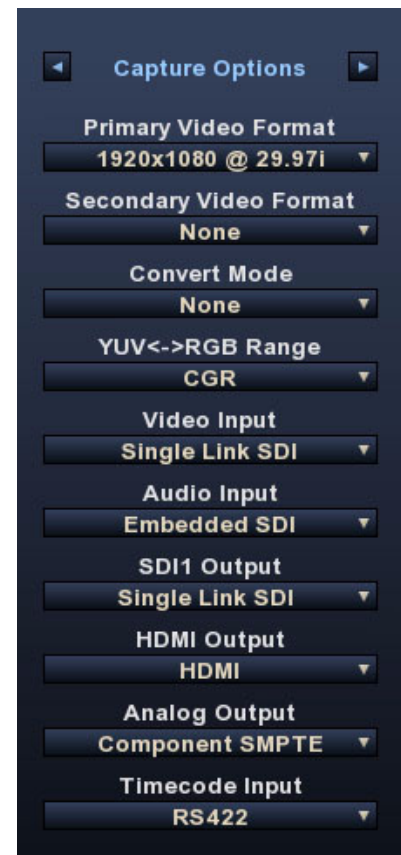 Capture Options
Primary Video Format
1920x1080 @ 29.97i
Secondary Video Format
None
Convert Mode
None
YUV<->RGB Range
CGR
Video Input
Single Link SDI
Audio Input
Embedded SDI
SDI1 Output
Single Link SDI
HDMI Output
HDMI
Analog Output
Component SMPTE
Timecode Input
RS422